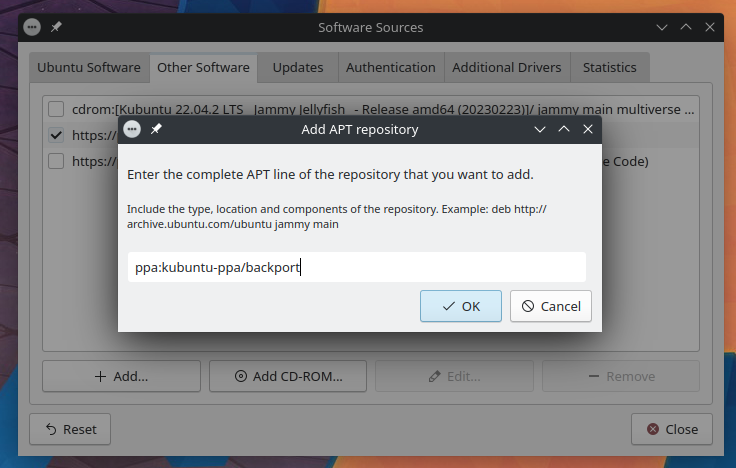 Software Sources
Ubuntu Software
Other Software
Updates
Authentication
Additional Drivers
Statistics
cdrom:[Kubuntu 22.04.2 LTS _Jammy Jellyfish_ - Release amd64 (20230223)]/ jammy main multiverse ...
https://
https://
e Code)
Add APT repository
Enter the complete APT line of the repository that you want to add.
Include the type, location and components of the repository. Example: deb http://
archive.ubuntu.com/ubuntu jammy main
ppa:kubuntu-ppa/backport
OK
Cancel
Add...
Add CD-ROM...
Edit...
Remove
Reset
Close